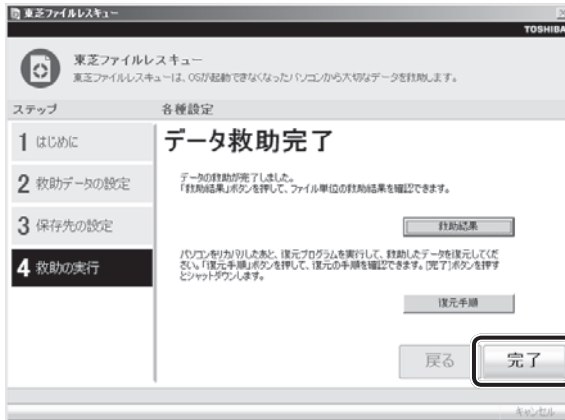 東芝ファイルレスキュー
TOSHIBA
東芝ファイルレスキュー
東芝ファイルレスキューは、OSが起動できなくなったパソコンから大切なデータを救助します。
ステップ
各種設定
1 はじめに
2 救助データの設定
3 保存先の設定
4 救助の実行
データ救助完了
データの救助が完了しました。
「救助結果」ボタンを押して、ファイル単位の救助結果を確認できます。
救助結果
パソコンをリカバリしたあと、復元プログラムを実行して、救助したデータを復元してくだ
さい。「復元手順」ボタンを押して、復元の手順を確認できます。[完了]ボタンを押す
とシャットダウンします。
復元手順
戻る
完了
キャンセル